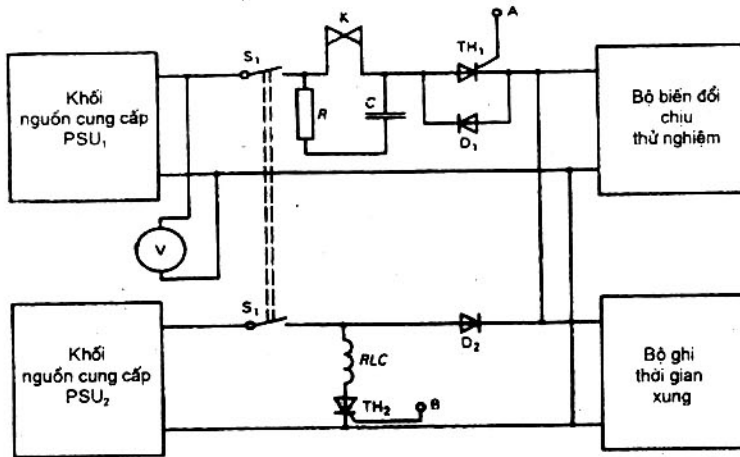 K
A
S₁
TH₁
Khối
nguồn cung cấp
PSU₁
R
C
D₁
Bộ biến đổi
chịu
thử nghiệm
V
S₁
D₂
Khối
nguồn cung cấp
PSU₂
RLC
TH₂
B
Bộ ghi
thời gian
xung